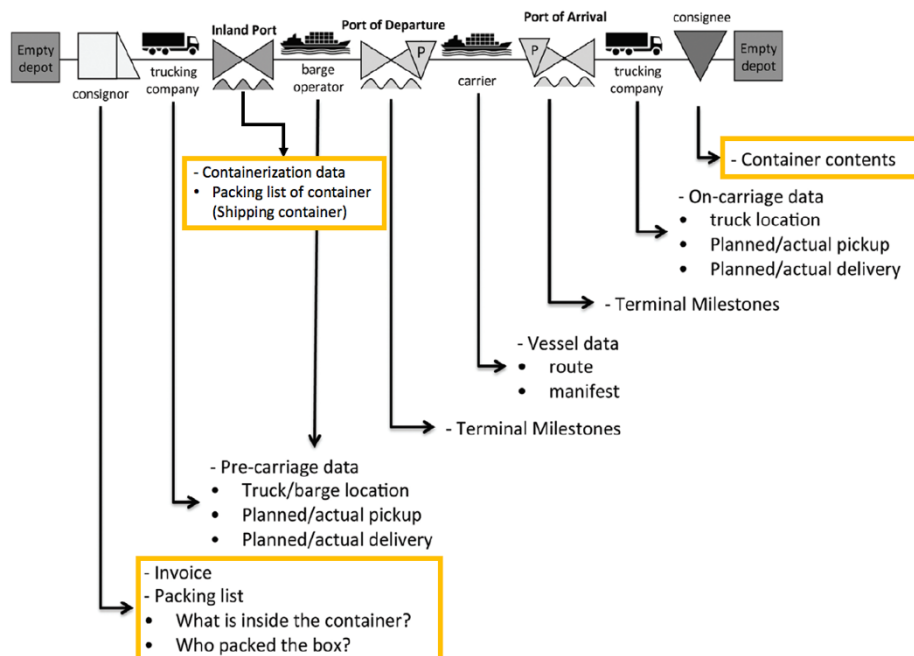 Empty
depot
consignor
trucking
company
Inland Port
barge
operator
Port of Departure
P
carrier
Port of Arrival
P
trucking
company
consignee
Empty
depot
- Containerization data
• Packing list of container
(Shipping container)
- Container contents
- On-carriage data
• truck location
• Planned/actual pickup
• Planned/actual delivery
- Terminal Milestones
- Vessel data
• route
• manifest
- Terminal Milestones
- Pre-carriage data
• Truck/barge location
• Planned/actual pickup
• Planned/actual delivery
- Invoice
- Packing list
• What is inside the container?
• Who packed the box?